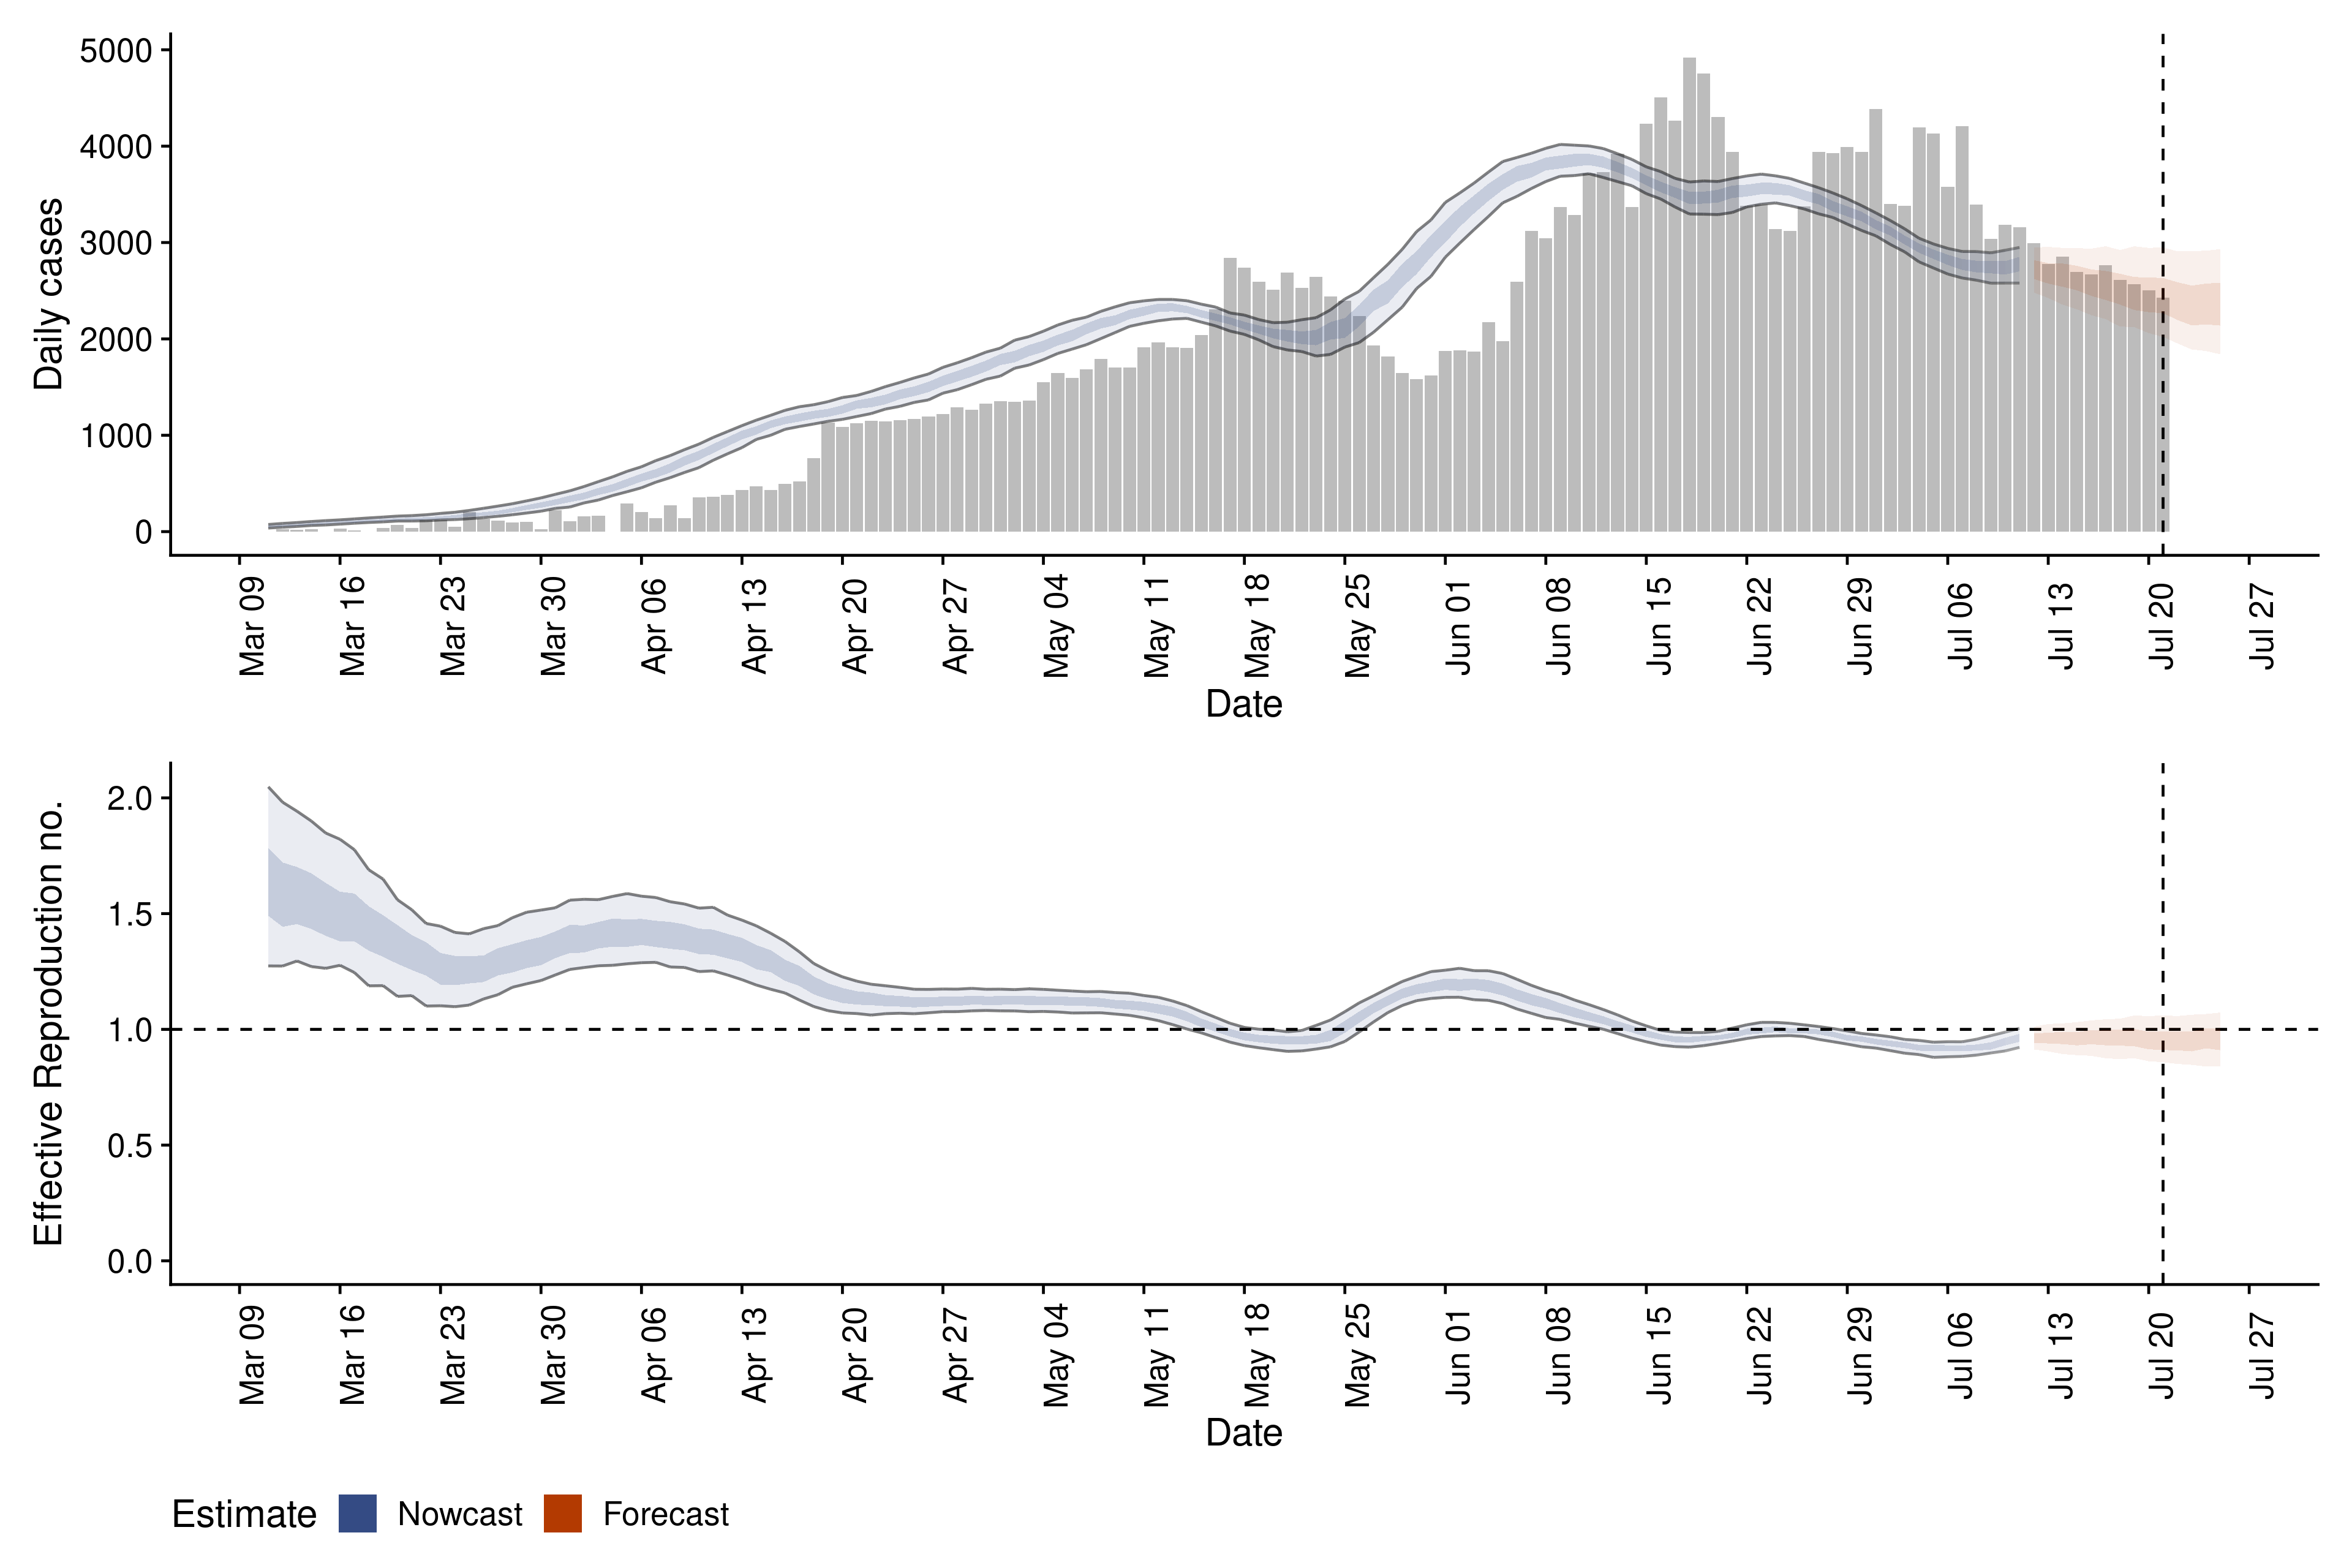 Daily cases
5000
4000
3000
2000
1000
0
Mar 09 Mar 16 Mar 23 Mar 30 Apr 06 Apr 13 Apr 20 Apr 27 May 04 May 11 May 18 May 25 Jun 01 Jun 08 Jun 15 Jun 22 Jun 29 Jul 06 Jul 13 Jul 20 Jul 27
Date
Effective Reproduction no.
2.0
1.5
1.0
0.5
0.0
Mar 09 Mar 16 Mar 23 Mar 30 Apr 06 Apr 13 Apr 20 Apr 27 May 04 May 11 May 18 May 25 Jun 01 Jun 08 Jun 15 Jun 22 Jun 29 Jul 06 Jul 13 Jul 20 Jul 27
Date
Estimate Nowcast Forecast